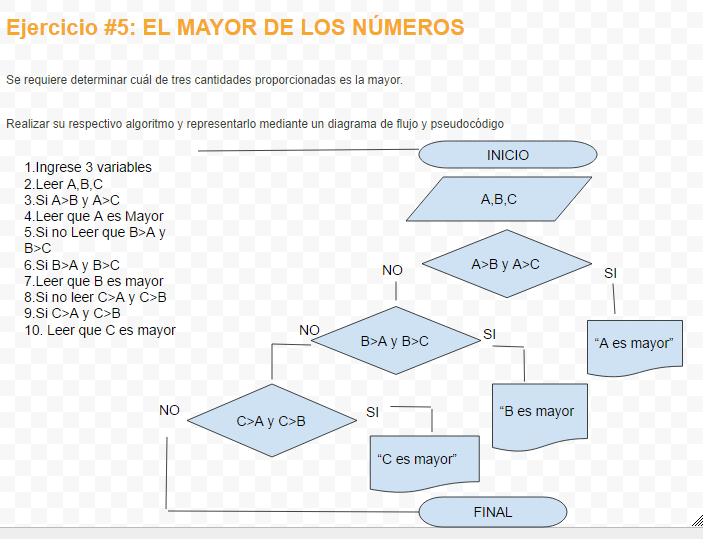 Ejercicio #5: EL MAYOR DE LOS NÚMEROS
Se requiere determinar cuál de tres cantidades proporcionadas es la mayor.
Realizar su respectivo algoritmo y representarlo mediante un diagrama de flujo y pseudocódigo
1.Ingrese 3 variables
2.Leer A,B,C
3.Si A>B y A>C
4.Leer que A es Mayor
5.Si no Leer que B>A y
B>C
6.Si B>A y B>C
7.Leer que B es mayor
8.Si no leer C>A y C>B
9.Si C>A y C>B
10. Leer que C es mayor
INICIO
A,B,C
A>B y A>C
NO
SI
"A es mayor"
B>A y B>C
NO
SI
"B es mayor
C>A y C>B
NO
SI
"C es mayor"
FINAL